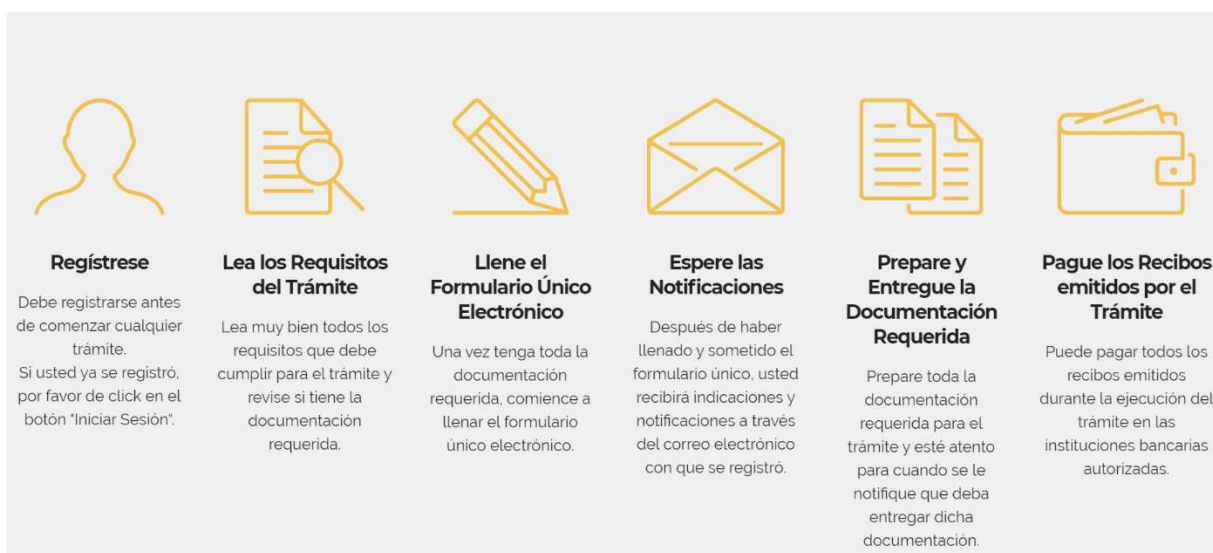 Regístrese
Debe registrarse antes
de comenzar cualquier
trámite.
Si usted ya se registró,
por favor de click en el
botón "Iniciar Sesión".
Lea los Requisitos
del Trámite
Lea muy bien todos los
requisitos que debe
cumplir para el trámite y
revise si tiene la
documentación
requerida.
Llene el
Formulario Único
Electrónico
Una vez tenga toda la
documentación
requerida, comience a
llenar el formulario
único electrónico.
Espere las
Notificaciones
Después de haber
llenado y sometido el
formulario único, usted
recibirá indicaciones y
notificaciones a través
del correo electrónico
con que se registró.
Prepare y
Entregue la
Documentación
Requerida
Prepare toda la
documentación
requerida para el
trámite y esté atento
para cuando se le
notifique que deba
entregar dicha
documentación.
Pague los Recibos
emitidos por el
Trámite
Puede pagar todos los
recibos emitidos
durante la ejecución del
trámite en las
instituciones bancarias
autorizadas.